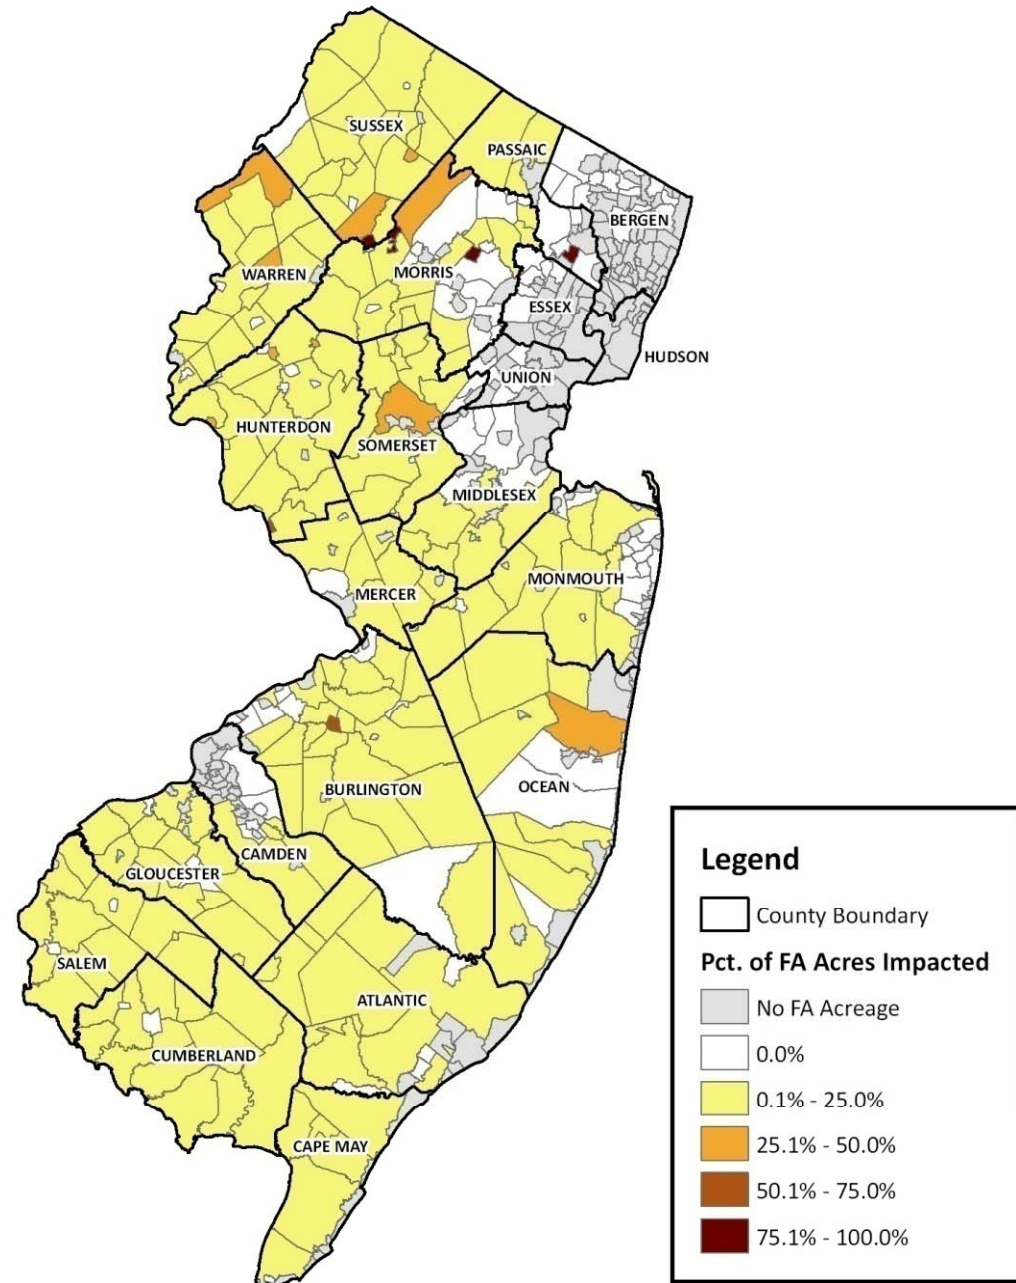 SUSSEX
PASSAIC
BERGEN
WARREN
MORRIS
ESSEX
HUDSON
UNION
HUNTERDON
SOMERSET
MIDDLESEX
MERCER
MONMOUTH
OCEAN
BURLINGTON
CAMDEN
GLOUCESTER
SALEM
ATLANTIC
CUMBERLAND
CAPE MAY
Legend
County Boundary
Pct. of FA Acres Impacted
No FA Acreage
0.0%
0.1% - 25.0%
25.1% - 50.0%
50.1% - 75.0%
75.1% - 100.0%